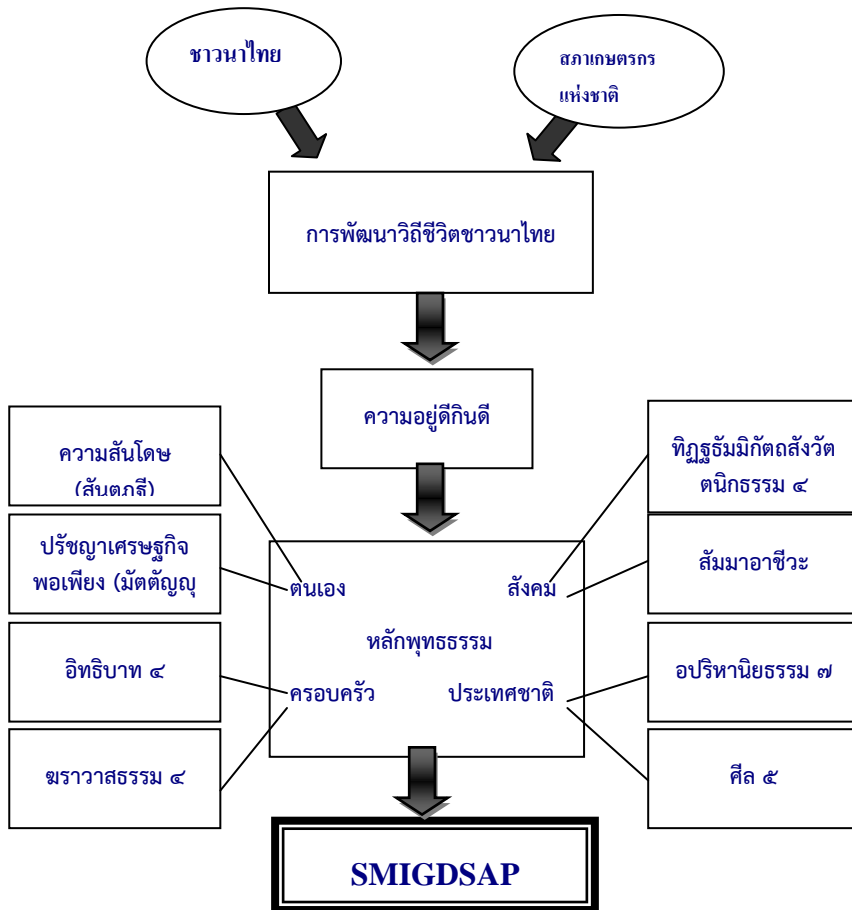 ชาวนาไทย
สภาเกษตรกร
แห่งชาติ
การพัฒนาวิถีชีวิตชาวนาไทย
ความอยู่ดีกินดี
ความสันโดษ
(สันตุฏฐี)
ปรัชญาเศรษฐกิจ
พอเพียง (มัตตัญญุ
อิทธิบาท ๔
ฆราวาสธรรม ๔
ตนเอง
สังคม
หลักพุทธธรรม
ครอบครัว
ประเทศชาติ
ทิฏฐธัมมิกัตถสังวัต
ตนิกธรรม ๔
สัมมาอาชีวะ
อปริหานิยธรรม ๗
ศีล ๕
SMIGDSAP